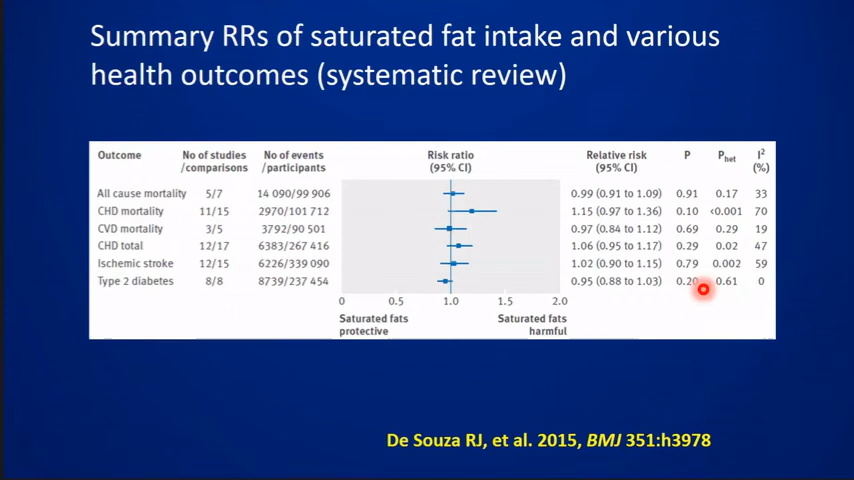 Summary RRs of saturated fat intake and various
health outcomes (systematic review)
Outcome No of studies /comparisons No of events /participants Risk ratio (95% CI) Relative risk (95% CI) P Phet I² (%)
All cause mortality 5/7 14 090/99 906 0.99 (0.91 to 1.09) 0.91 0.17 33
CHD mortality 11/15 2970/101 712 1.15 (0.97 to 1.36) 0.10 <0.001 70
CVD mortality 3/5 3792/90 501 0.97 (0.84 to 1.12) 0.69 0.29 19
CHD total 12/17 6383/267 416 1.06 (0.95 to 1.17) 0.29 0.02 47
Ischemic stroke 12/15 6226/339 090 1.02 (0.90 to 1.15) 0.79 0.002 59
Type 2 diabetes 8/8 8739/237 454 0.95 (0.88 to 1.03) 0.20 0.61 0
0 0.5 1.0 1.5 2.0
Saturated fats protective Saturated fats harmful
De Souza RJ, et al. 2015, BMJ 351:h3978